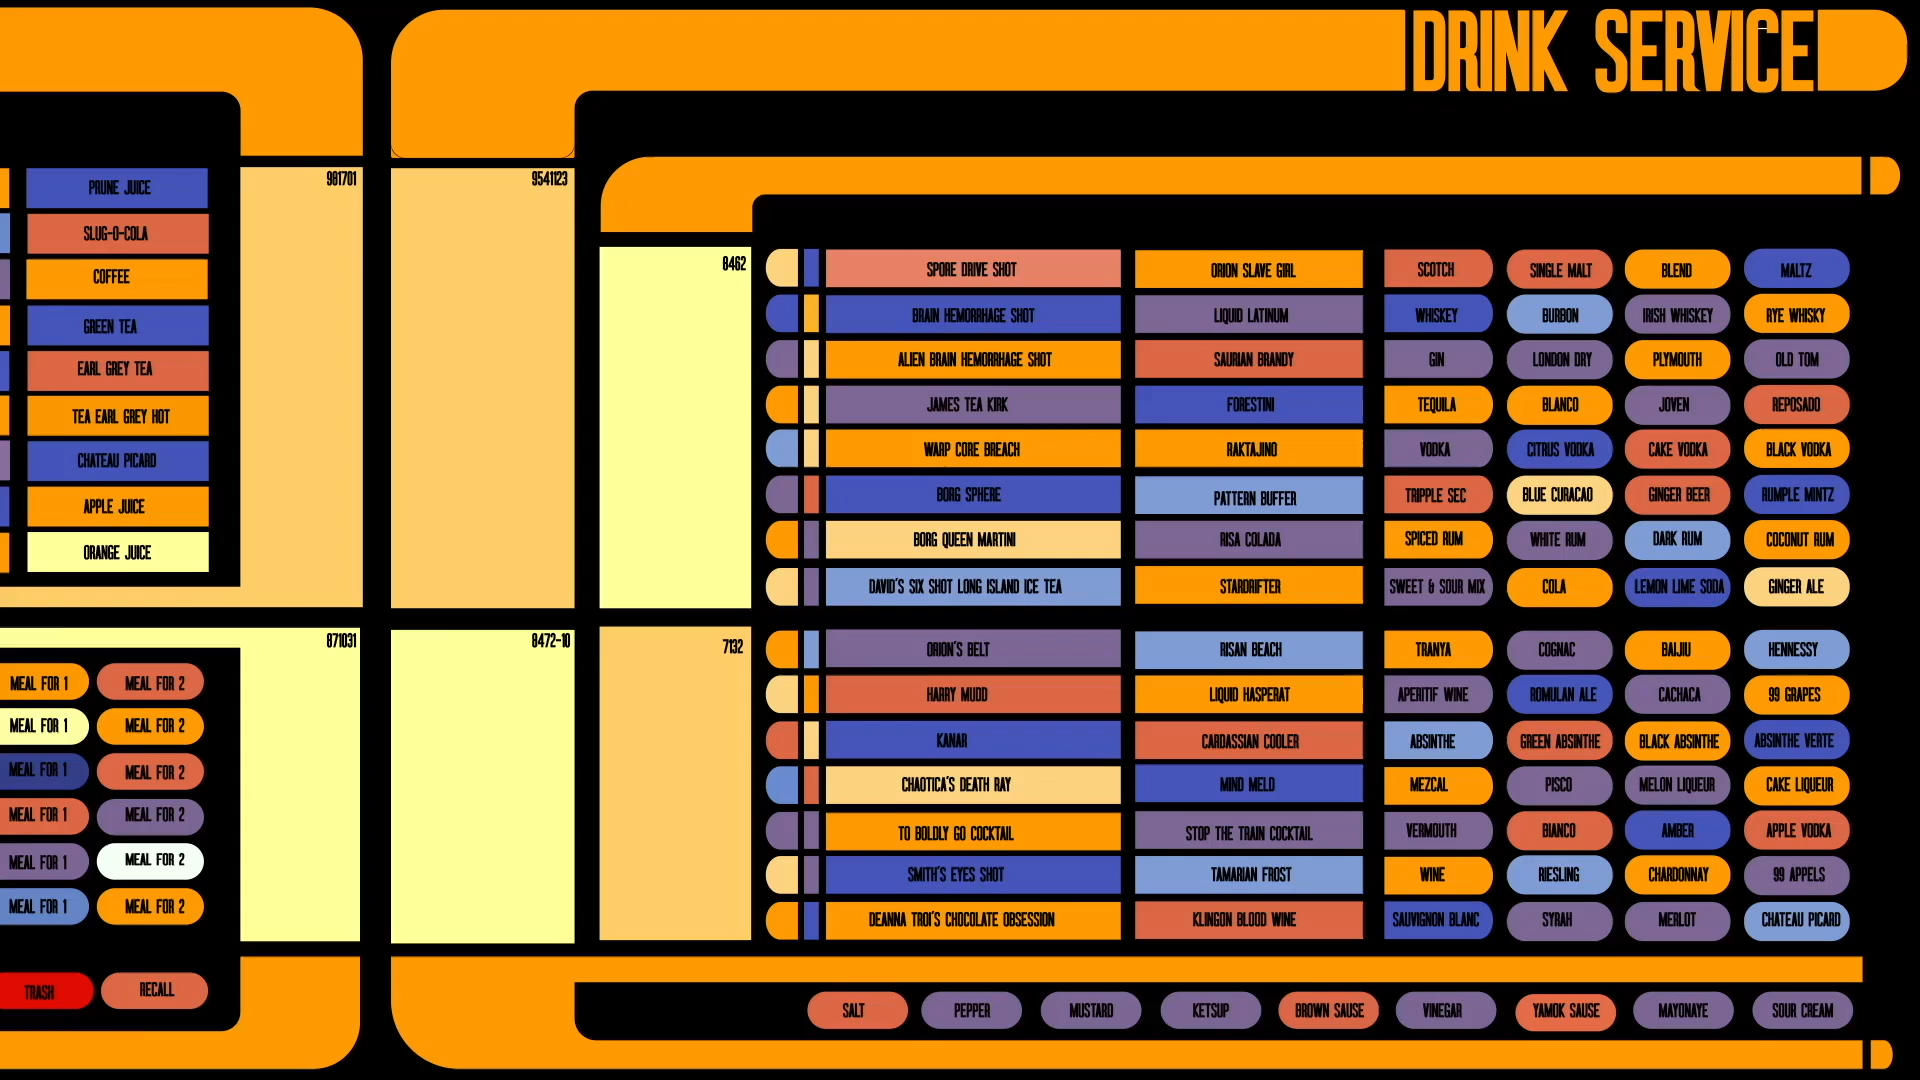 DRINK SERVICE
PRUNE JUICE
SLUG-O-COLA
COFFEE
GREEN TEA
EARL GREY TEA
TEA EARL GREY HOT
CHATEAU PICARD
APPLE JUICE
ORANGE JUICE
981701
871031
MEAL FOR 1 MEAL FOR 2
MEAL FOR 1 MEAL FOR 2
MEAL FOR 1 MEAL FOR 2
MEAL FOR 1 MEAL FOR 2
MEAL FOR 1 MEAL FOR 2
MEAL FOR 1 MEAL FOR 2
TRASH RECALL
9541123
8472-10
8462
7132
SPORE DRIVE SHOT ORION SLAVE GIRL SCOTCH SINGLE MALT BLEND MALTZ
BRAIN HEMORRHAGE SHOT LIQUID LATINUM WHISKEY BURBON IRISH WHISKEY RYE WHISKY
ALIEN BRAIN HEMORRHAGE SHOT SAURIAN BRANDY GIN LONDON DRY PLYMOUTH OLD TOM
JAMES TEA KIRK FORESTINI TEQUILA BLANCO JOVEN REPOSADO
WARP CORE BREACH RAKTAJINO VODKA CITRUS VODKA CAKE VODKA BLACK VODKA
BORG SPHERE PATTERN BUFFER TRIPPLE SEC BLUE CURACAO GINGER BEER RUMPLE MINTZ
BORG QUEEN MARTINI RISA COLADA SPICED RUM WHITE RUM DARK RUM COCONUT RUM
DAVID'S SIX SHOT LONG ISLAND ICE TEA STARDRIFTER SWEET & SOUR MIX COLA LEMON LIME SODA GINGER ALE
ORION'S BELT RISAN BEACH TRANYA COGNAC BAIJIU HENNESSY
HARRY MUDD LIQUID HASPERAT APERITIF WINE ROMULAN ALE CACHACA 99 GRAPES
KANAR CARDASSIAN COOLER ABSINTHE GREEN ABSINTHE BLACK ABSINTHE ABSINTHE VERTE
CHAOTICA'S DEATH RAY MIND MELD MEZCAL PISCO MELON LIQUEUR CAKE LIQUEUR
TO BOLDLY GO COCKTAIL STOP THE TRAIN COCKTAIL VERMOUTH BIANCO AMBER APPLE VODKA
SMITH'S EYES SHOT TAMARIAN FROST WINE RIESLING CHARDONNAY 99 APPELS
DEANNA TROI'S CHOCOLATE OBSESSION KLINGON BLOOD WINE SAUVIGNON BLANC SYRAH MERLOT CHATEAU PICARD
SALT PEPPER MUSTARD KETSUP BROWN SAUSE VINEGAR YAMOK SAUSE MAYONAYE SOUR CREAM